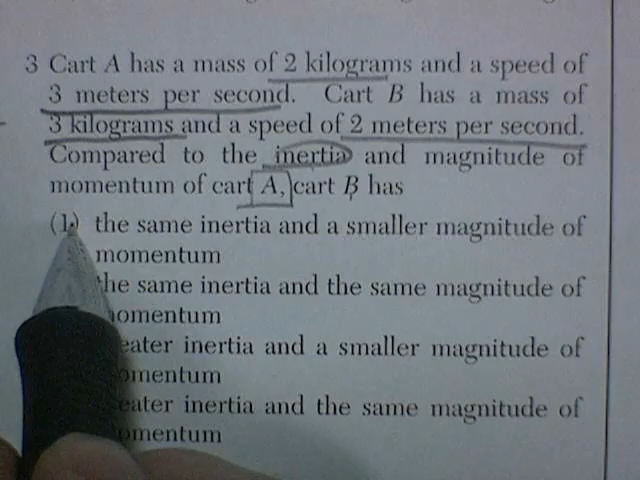 3 Cart A has a mass of 2 kilograms and a speed of
3 meters per second. Cart B has a mass of
3 kilograms and a speed of 2 meters per second.
Compared to the inertia and magnitude of
momentum of cart A, cart B has
(1) the same inertia and a smaller magnitude of
momentum
the same inertia and the same magnitude of
momentum
eater inertia and a smaller magnitude of
omentum
eater inertia and the same magnitude of
omentum